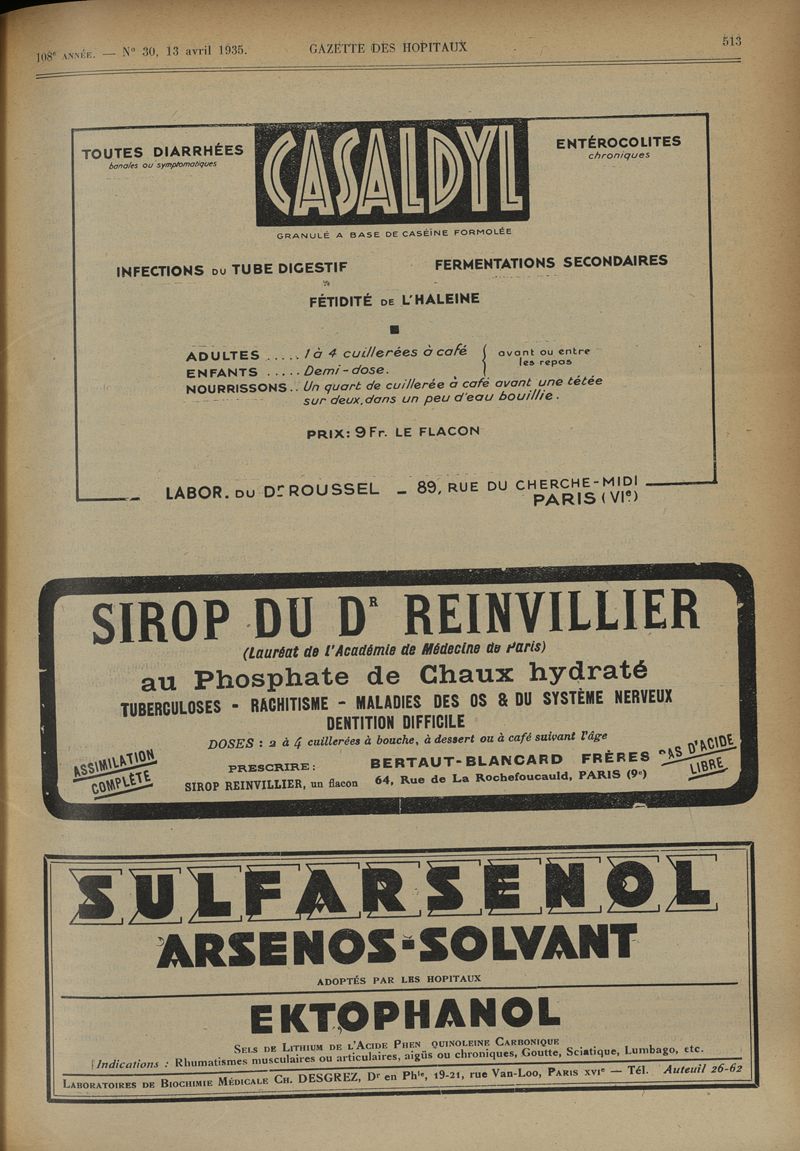 108e ANNÉE. — No 30, 13 avril 1935. GAZETTE DES HOPITAUX 513
TOUTES DIARRHÉES
banales ou symptomatiques
CASALDYL
ENTÉROCOLITES
chroniques
GRANULÉ A BASE DE CASÉINE FORMOLÉE
INFECTIONS DU TUBE DIGESTIF FERMENTATIONS SECONDAIRES
FÉTIDITÉ DE L'HALEINE
ADULTES ..... 1 à 4 cuillerées à café { avant ou entre
les repas
ENFANTS ..... Demi-dose.
NOURRISSONS.. Un quart de cuillerée à café avant une tétée
sur deux, dans un peu d'eau bouillie.
PRIX: 9 Fr. LE FLACON
LABOR. DU Dr ROUSSEL — 89, RUE DU CHERCHE-MIDI
PARIS (VIe)
SIROP DU DR REINVILLIER
(Lauréat de l'Académie de Médecine de Paris)
au Phosphate de Chaux hydraté
TUBERCULOSES - RACHITISME - MALADIES DES OS & DU SYSTÈME NERVEUX
DENTITION DIFFICILE
DOSES : 2 à 4 cuillerées à bouche, à dessert ou à café suivant l'âge
ASSIMILATION
COMPLÈTE
PRESCRIRE :
SIROP REINVILLIER, un flacon
BERTAUT-BLANCARD FRÈRES
64, Rue de La Rochefoucauld, PARIS (9e)
PAS D'ACIDE
LIBRE
SULFARSENOL
ARSENOS-SOLVANT
ADOPTÉS PAR LES HOPITAUX
EKTOPHANOL
SELS DE LITHIUM DE L'ACIDE PHEN QUINOLEINE CARBONIQUE
Indications : Rhumatismes musculaires ou articulaires, aigüs ou chroniques, Goutte, Sciatique, Lumbago, etc.
LABORATOIRES DE BIOCHIMIE MÉDICALE CH. DESGREZ, Dr en Phie, 19-21, rue Van-Loo, PARIS XVIe — Tél. Auteuil 26-62